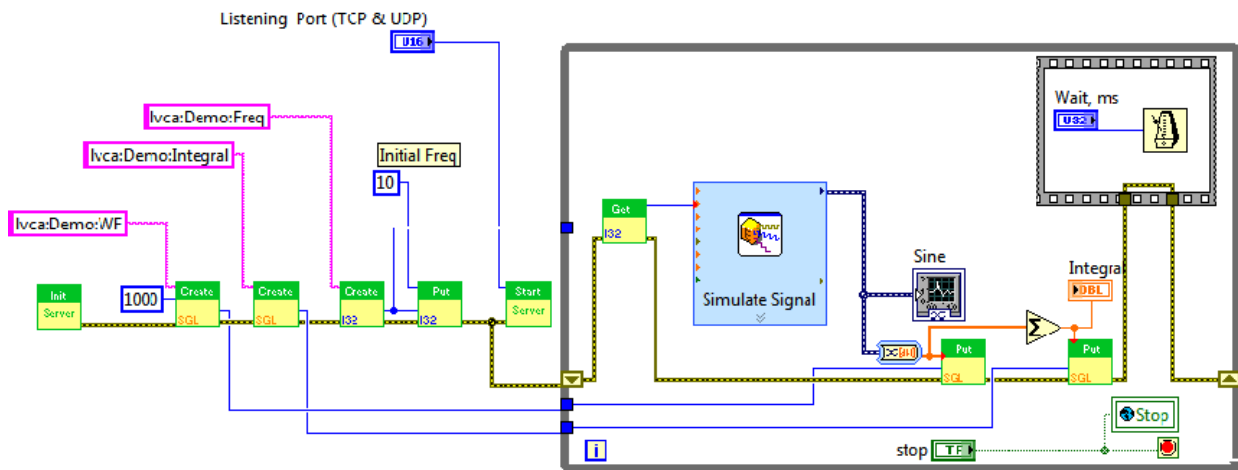 Listening Port (TCP & UDP)
U16
lvca:Demo:Freq
lvca:Demo:Integral
lvca:Demo:WF
Initial Freq
10
1000
Init
Server
Create
SGL
Create
SGL
Create
I32
Put
I32
Start
Server
Wait, ms
U32
Get
I32
Simulate Signal
Sine
Integral
DBL
Σ
Put
SGL
Put
SGL
Stop
i
stop
TF